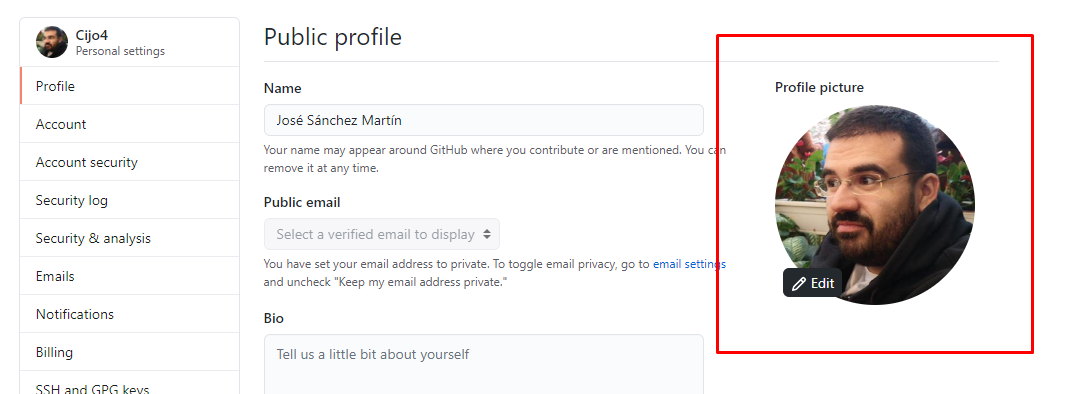 Cijo4
Personal settings
Profile
Account
Account security
Security log
Security & analysis
Emails
Notifications
Billing
SSH and GPG keys
Public profile
Name
José Sánchez Martín
Your name may appear around GitHub where you contribute or are mentioned. You can
remove it at any time.
Public email
Select a verified email to display
You have set your email address to private. To toggle email privacy, go to email settings
and uncheck "Keep my email address private."
Bio
Tell us a little bit about yourself
Profile picture
Edit